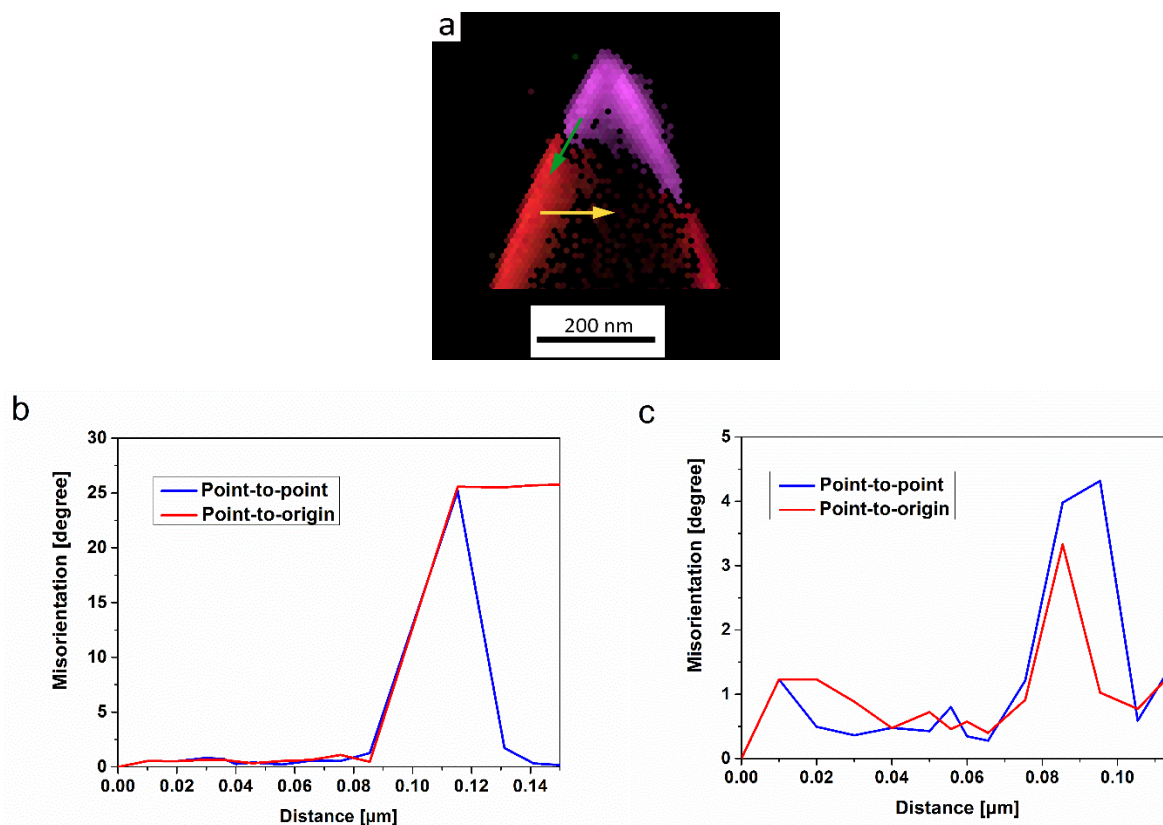 a
200 nm
b
30
25
20
15
10
5
0
Misorientation [degree]
Point-to-point
Point-to-origin
0.00 0.02 0.04 0.06 0.08 0.10 0.12 0.14
Distance [µm]
c
5
4
3
2
1
0
Misorientation [degree]
Point-to-point
Point-to-origin
0.00 0.02 0.04 0.06 0.08 0.10
Distance [µm]